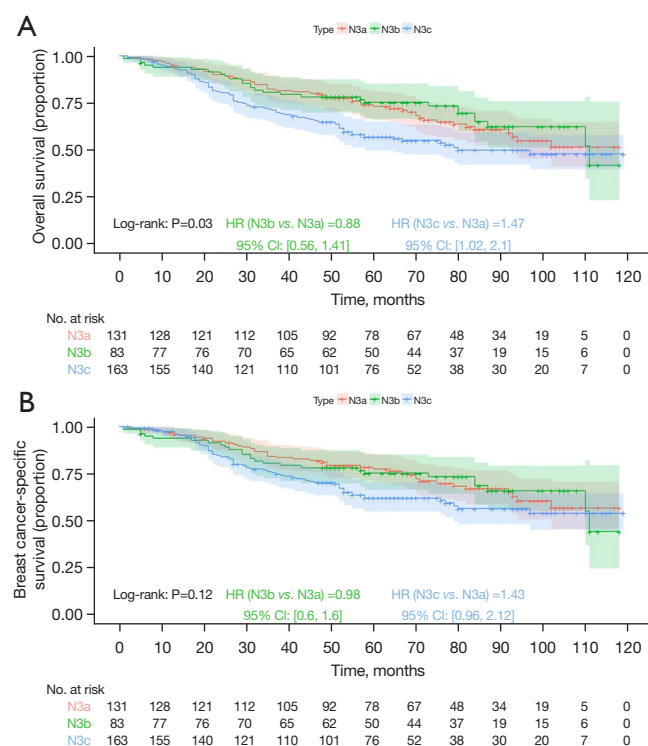 A
Type N3a N3b N3c
Overall survival (proportion)
1.00
0.75
0.50
0.25
0.00
Log-rank: P=0.03 HR (N3b vs. N3a) =0.88 HR (N3c vs. N3a) =1.47
95% CI: [0.56, 1.41] 95% CI: [1.02, 2.1]
0 10 20 30 40 50 60 70 80 90 100 110 120
Time, months
No. at risk
N3a 131 128 121 112 105 92 78 67 48 34 19 5 0
N3b 83 77 76 70 65 62 50 44 37 19 15 6 0
N3c 163 155 140 121 110 101 76 52 38 30 20 7 0
B
Type N3a N3b N3c
Breast cancer-specific
survival (proportion)
1.00
0.75
0.50
0.25
0.00
Log-rank: P=0.12 HR (N3b vs. N3a) =0.98 HR (N3c vs. N3a) =1.43
95% CI: [0.6, 1.6] 95% CI: [0.96, 2.12]
0 10 20 30 40 50 60 70 80 90 100 110 120
Time, months
No. at risk
N3a 131 128 121 112 105 92 78 67 48 34 19 5 0
N3b 83 77 76 70 65 62 50 44 37 19 15 6 0
N3c 163 155 140 121 110 101 76 52 38 30 20 7 0